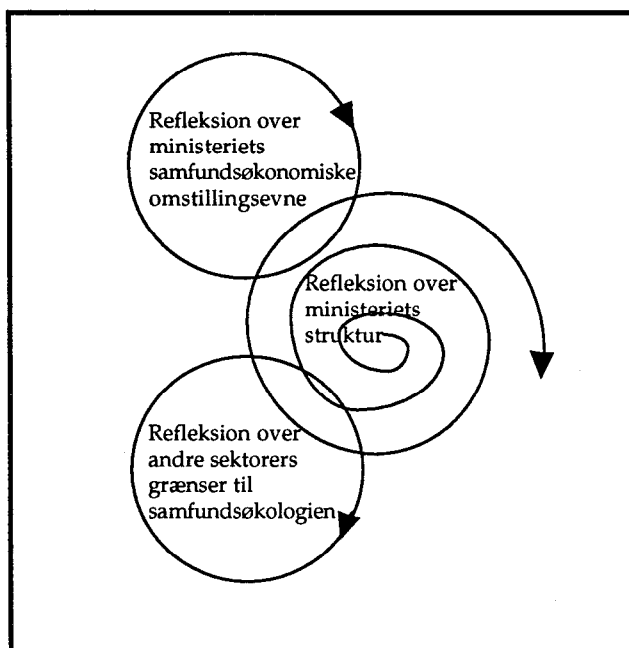 Refleksion over
ministeriets
samfundsøkonomiske
omstillingsevne
Refleksion over
ministeriets
struktur
Refleksion over
andre sektorers
grænser til
samfundsøkologien